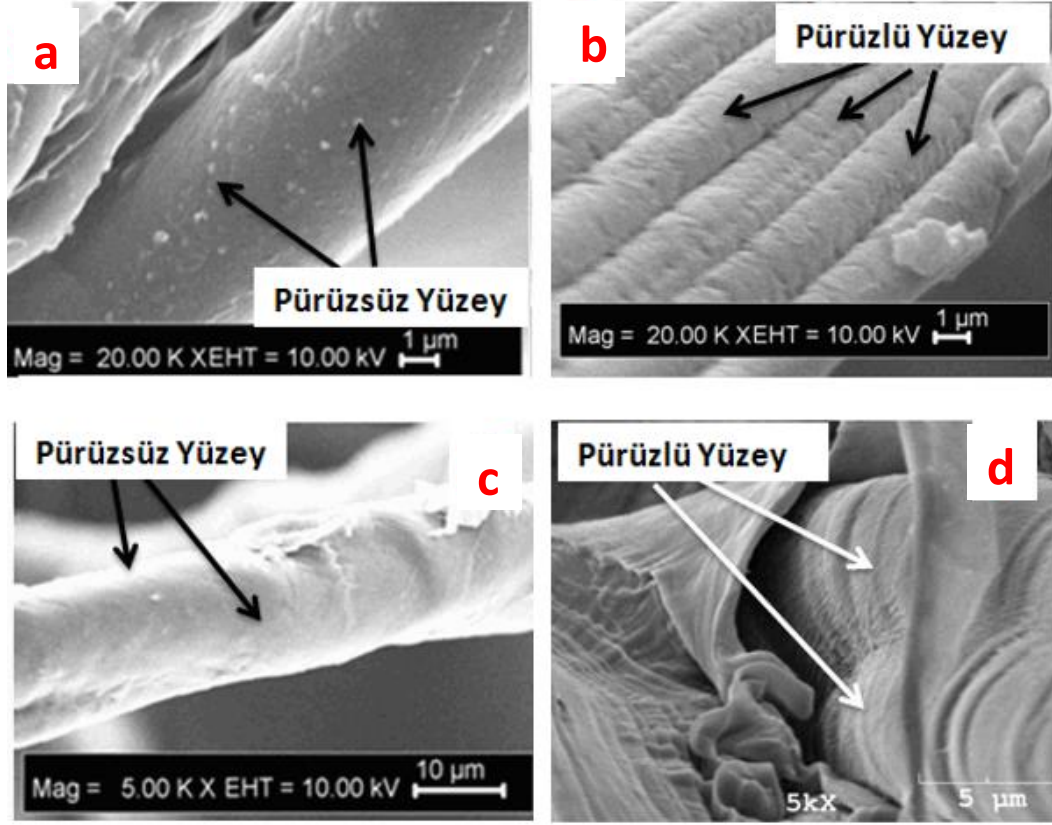 a
Pürüzsüz Yüzey
Mag = 20.00 K XEHT = 10.00 kV 1 µm
b
Pürüzlü Yüzey
Mag = 20.00 K XEHT = 10.00 kV 1 µm
Pürüzsüz Yüzey
c
Mag = 5.00 K X EHT = 10.00 kV 10 µm
Pürüzlü Yüzey
d
5kX 5 µm